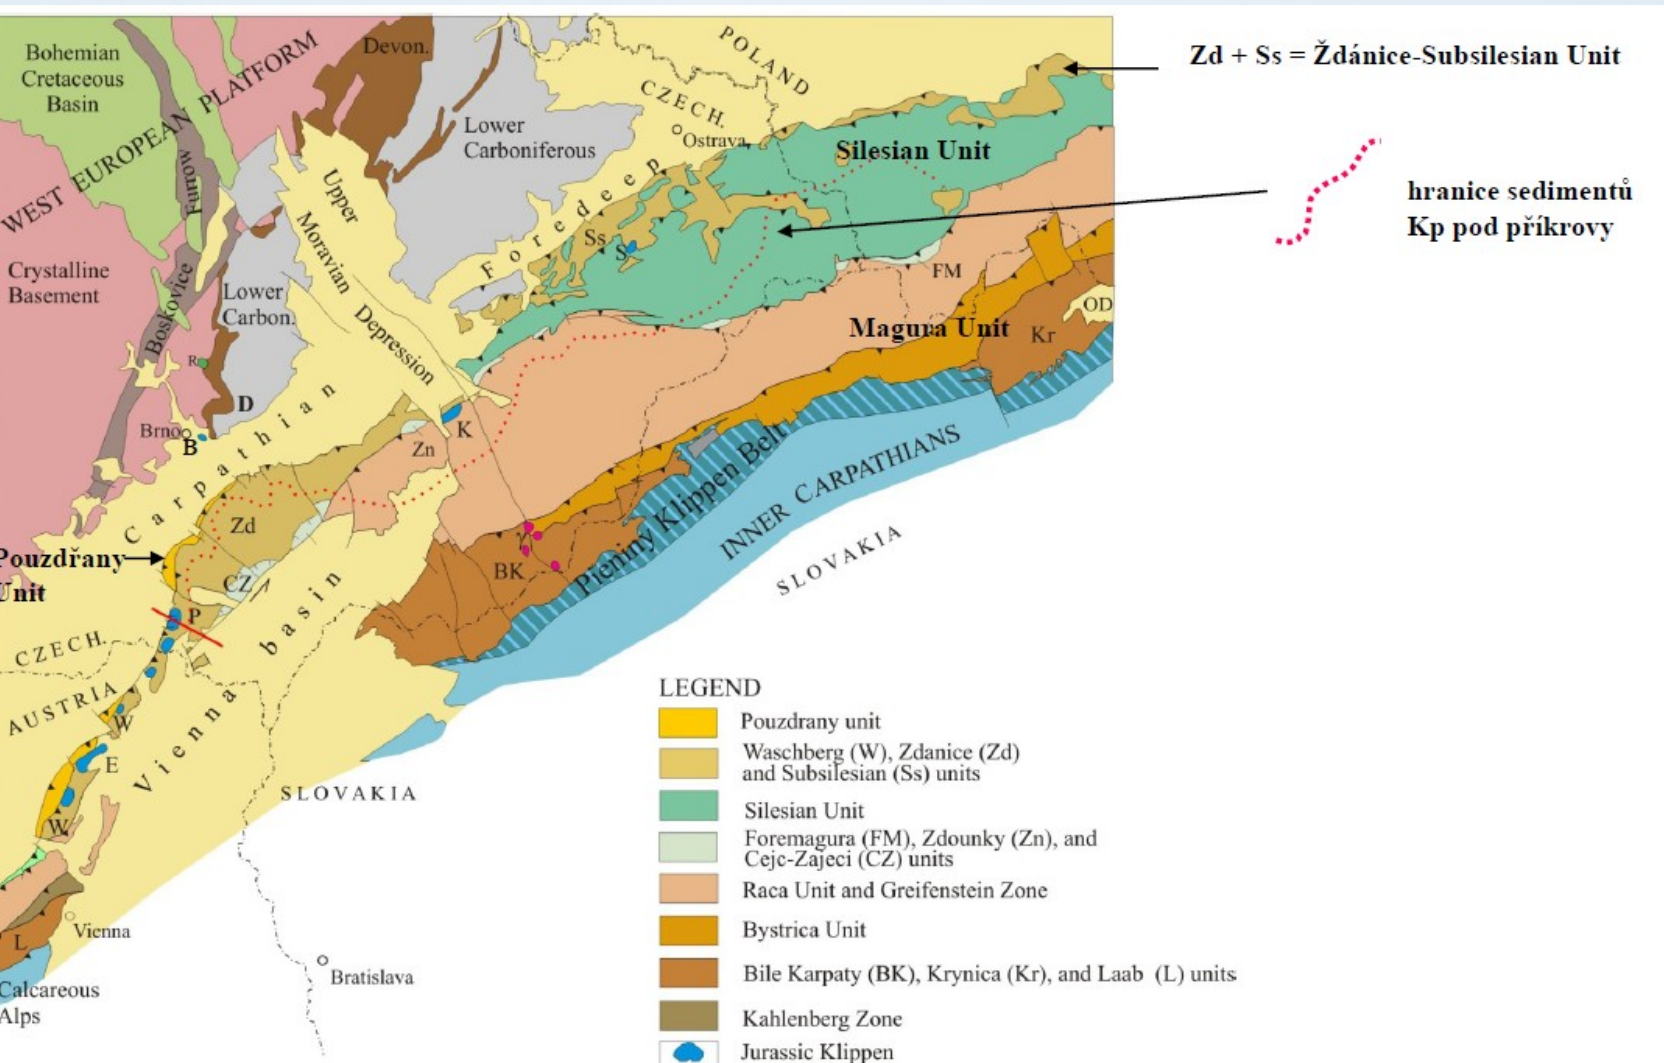 Bohemian
Cretaceous
Basin
WEST EUROPEAN PLATFORM
Devon.
POLAND
CZECH.
Ostrava
Lower
Carboniferous
Upper
Moravian
Depression
Furrow
Boskovice
Crystalline
Basement
Lower
Carbon.
R
D
Brno
B
Carpathian
Foredeep
Ss
S
Silesian Unit
FM
Magura Unit
Kr
OD
K
Zn
Zd
CZ
BK
Pieniny Klippen Belt
INNER CARPATHIANS
SLOVAKIA
Pouzdřany
Unit
P
CZECH.
AUSTRIA
W
E
W
Vienna basin
SLOVAKIA
Vienna
L
Bratislava
Calcareous
Alps
Zd + Ss = Ždánice-Subsilesian Unit
hranice sedimentů
Kp pod příkrovy
LEGEND
Pouzdrany unit
Waschberg (W), Zdanice (Zd)
and Subsilesian (Ss) units
Silesian Unit
Foremagura (FM), Zdounky (Zn), and
Cejc-Zajeci (CZ) units
Raca Unit and Greifenstein Zone
Bystrica Unit
Bile Karpaty (BK), Krynica (Kr), and Laab (L) units
Kahlenberg Zone
Jurassic Klippen